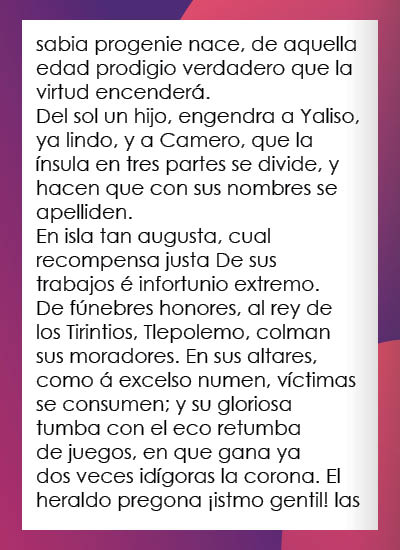 sabia progenie nace, de aquella
edad prodigio verdadero que la
virtud encenderá.
Del sol un hijo, engendra a Yaliso,
ya lindo, y a Camero, que la
ínsula en tres partes se divide, y
hacen que con sus nombres se
apelliden.
En isla tan augusta, cual
recompensa justa De sus
trabajos é infortunio extremo.
De fúnebres honores, al rey de
los Tirintios, Tlepolemo, colman
sus moradores. En sus altares,
como á excelso numen, víctimas
se consumen; y su gloriosa
tumba con el eco retumba
de juegos, en que gana ya
dos veces idígoras la corona. El
heraldo pregona ¡istmo gentil! las